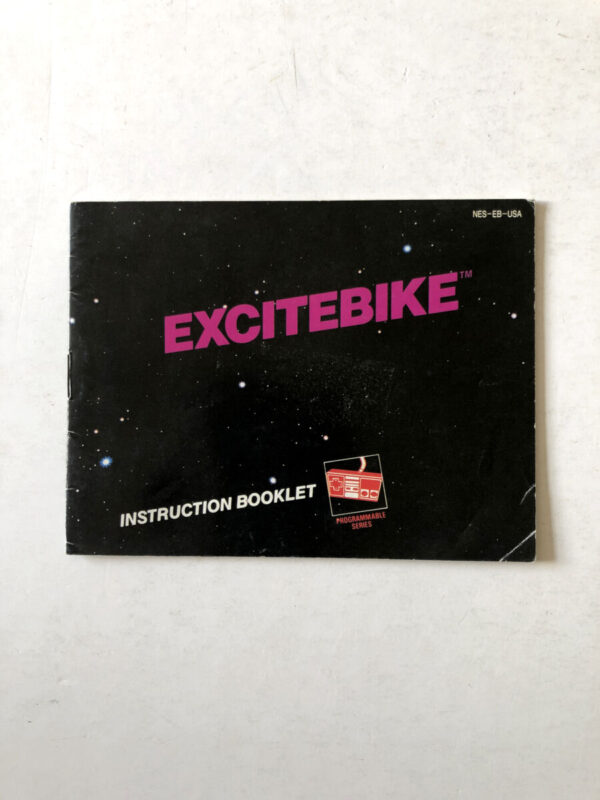 NES-EB-USA
EXCITEBIKE™
INSTRUCTION BOOKLET
PROGRAMMABLE
SERIES